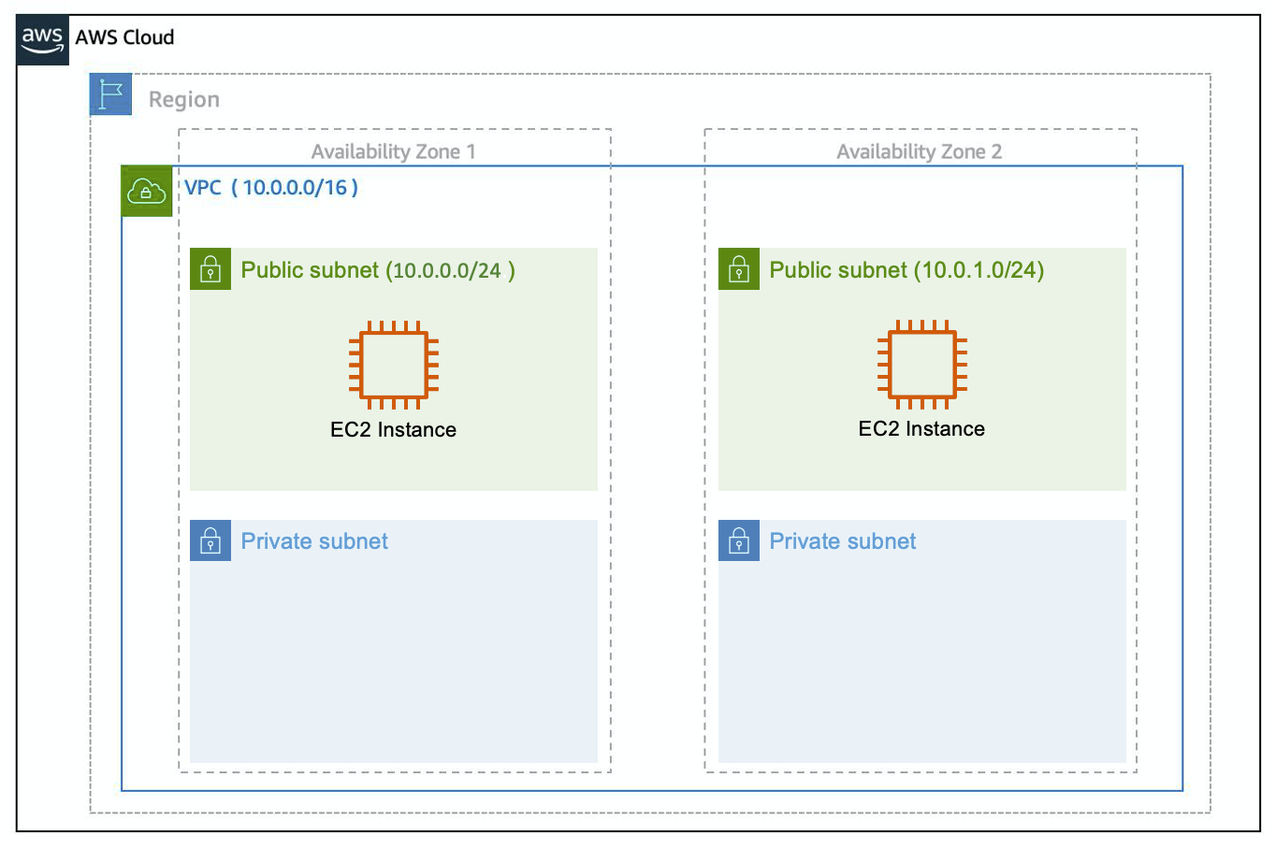 aws
AWS Cloud
Region
Availability Zone 1
Availability Zone 2
VPC ( 10.0.0.0/16 )
Public subnet (10.0.0.0/24 )
Public subnet (10.0.1.0/24)
EC2 Instance
EC2 Instance
Private subnet
Private subnet